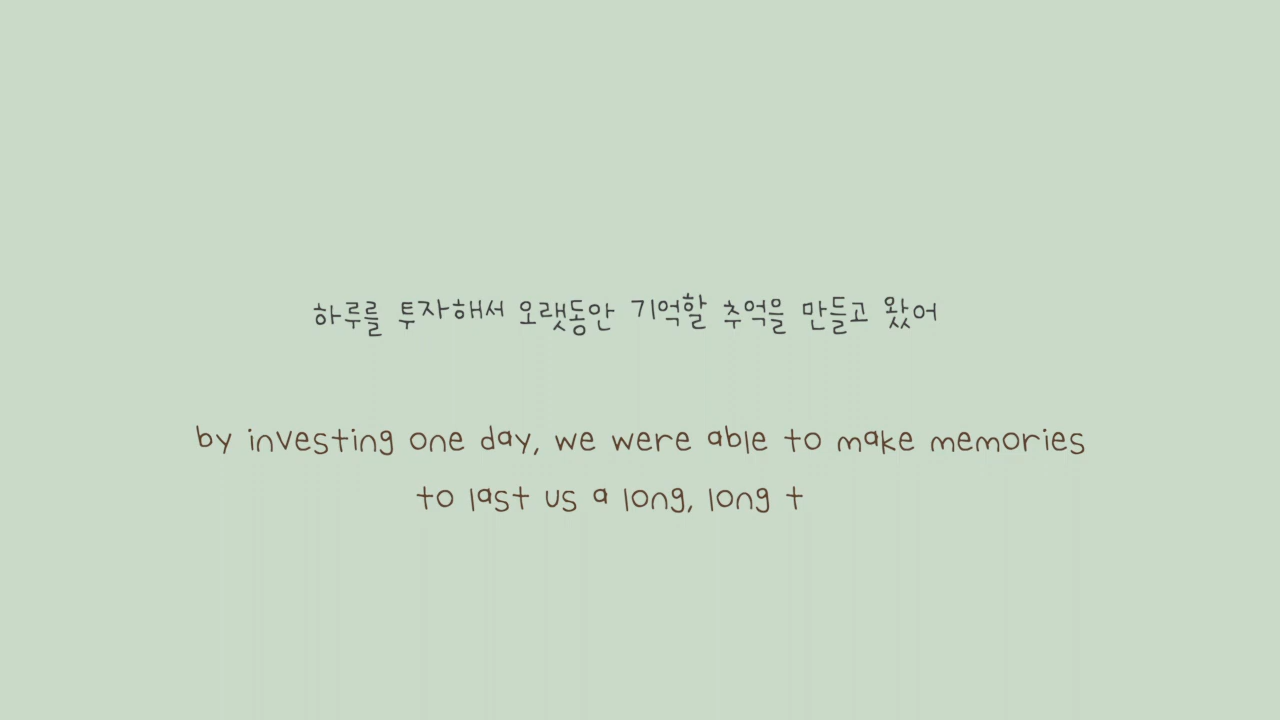 하루를 투자해서 오랫동안 기억할 추억을 만들고 왔어
by investing one day, we were able to make memories
to last us a long, long t